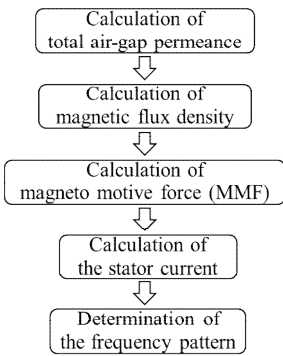 Calculation of
total air-gap permeance
Calculation of
magnetic flux density
Calculation of
magneto motive force (MMF)
Calculation of
the stator current
Determination of
the frequency pattern